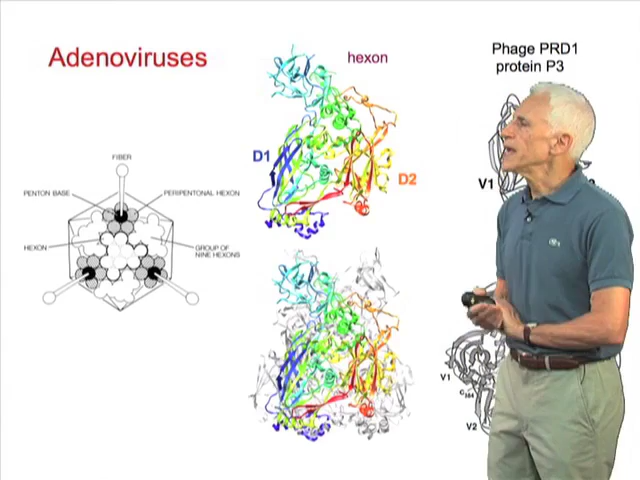 Adenoviruses
hexon
Phage PRD1
protein P3
FIBER
PENTON BASE
PERIPENTONAL HEXON
HEXON
GROUP OF
NINE HEXONS
D1
D2
V1
V1
C384
V2